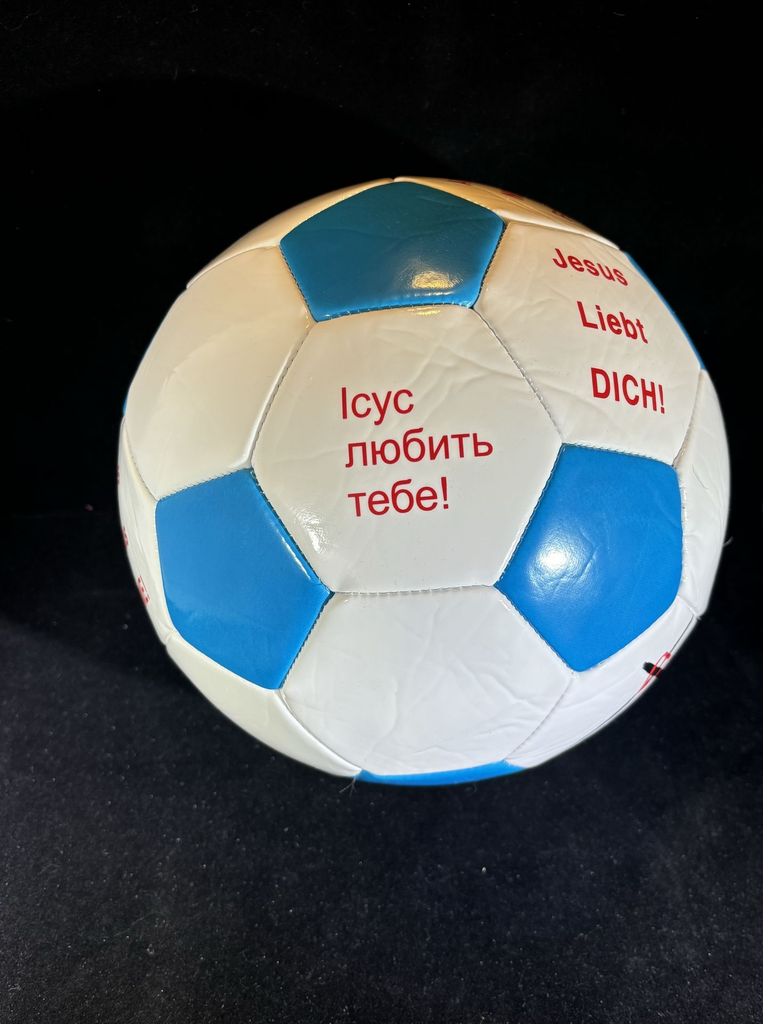 Ісус
любить
тебе!
Jesus
Liebt
DICH!